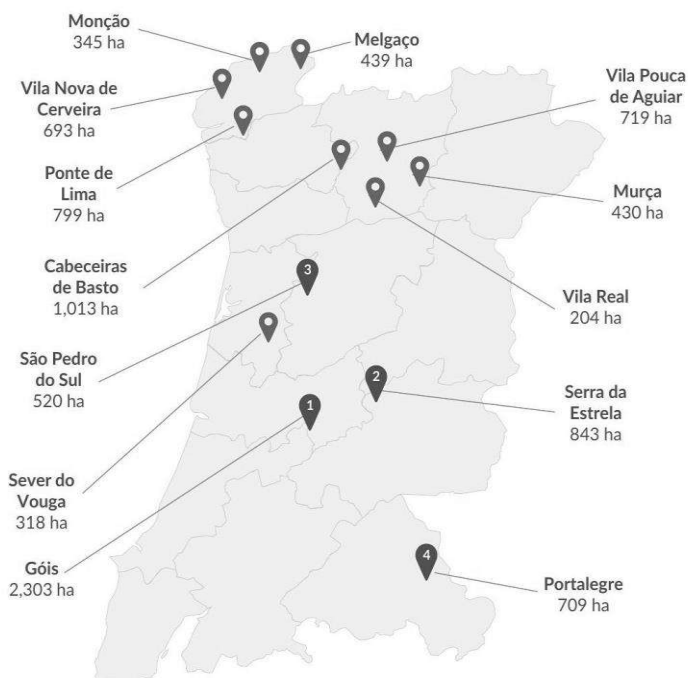 Monção
345 ha
Melgaço
439 ha
Vila Nova de
Cerveira
693 ha
Vila Pouca
de Aguiar
719 ha
Ponte de
Lima
799 ha
Murça
430 ha
Cabeceiras
de Basto
1,013 ha
3
Vila Real
204 ha
São Pedro
do Sul
520 ha
2
1
Serra da
Estrela
843 ha
Sever do
Vouga
318 ha
Góis
2,303 ha
4
Portalegre
709 ha